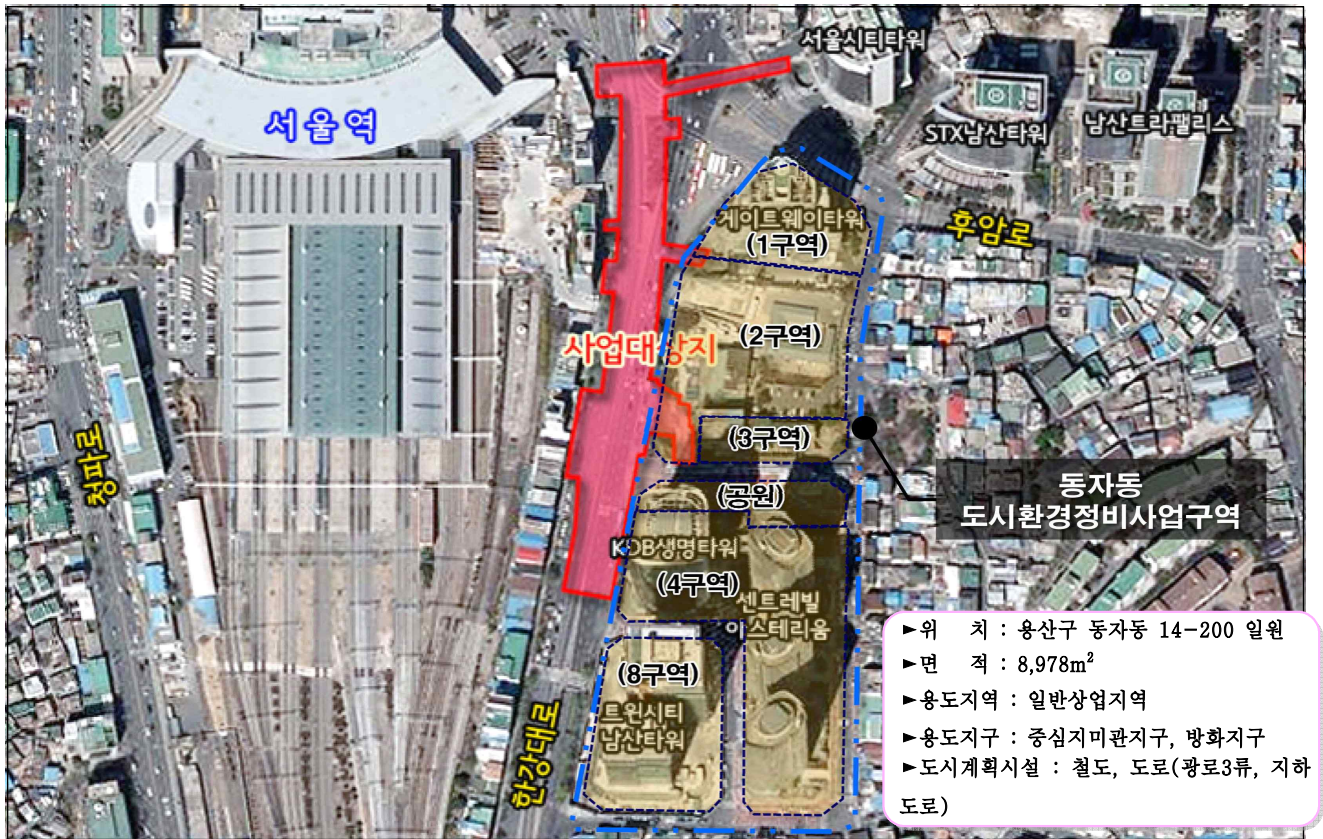 서울시티타워
서울역
STX남산타워
남산트라팰리스
게이트웨이타워
(1구역)
후암로
(2구역)
사업대상지
(3구역)
청파로
동자동
도시환경정비사업구역
(공원)
KDB생명타워
(4구역)
센트레빌
아스테리움
(8구역)
트윈시티
남산타워
한강대로
►위 치 : 용산구 동자동 14-200 일원
►면 적 : 8,978m²
►용도지역 : 일반상업지역
►용도지구 : 중심지미관지구, 방화지구
►도시계획시설 : 철도, 도로(광로3류, 지하
도로)